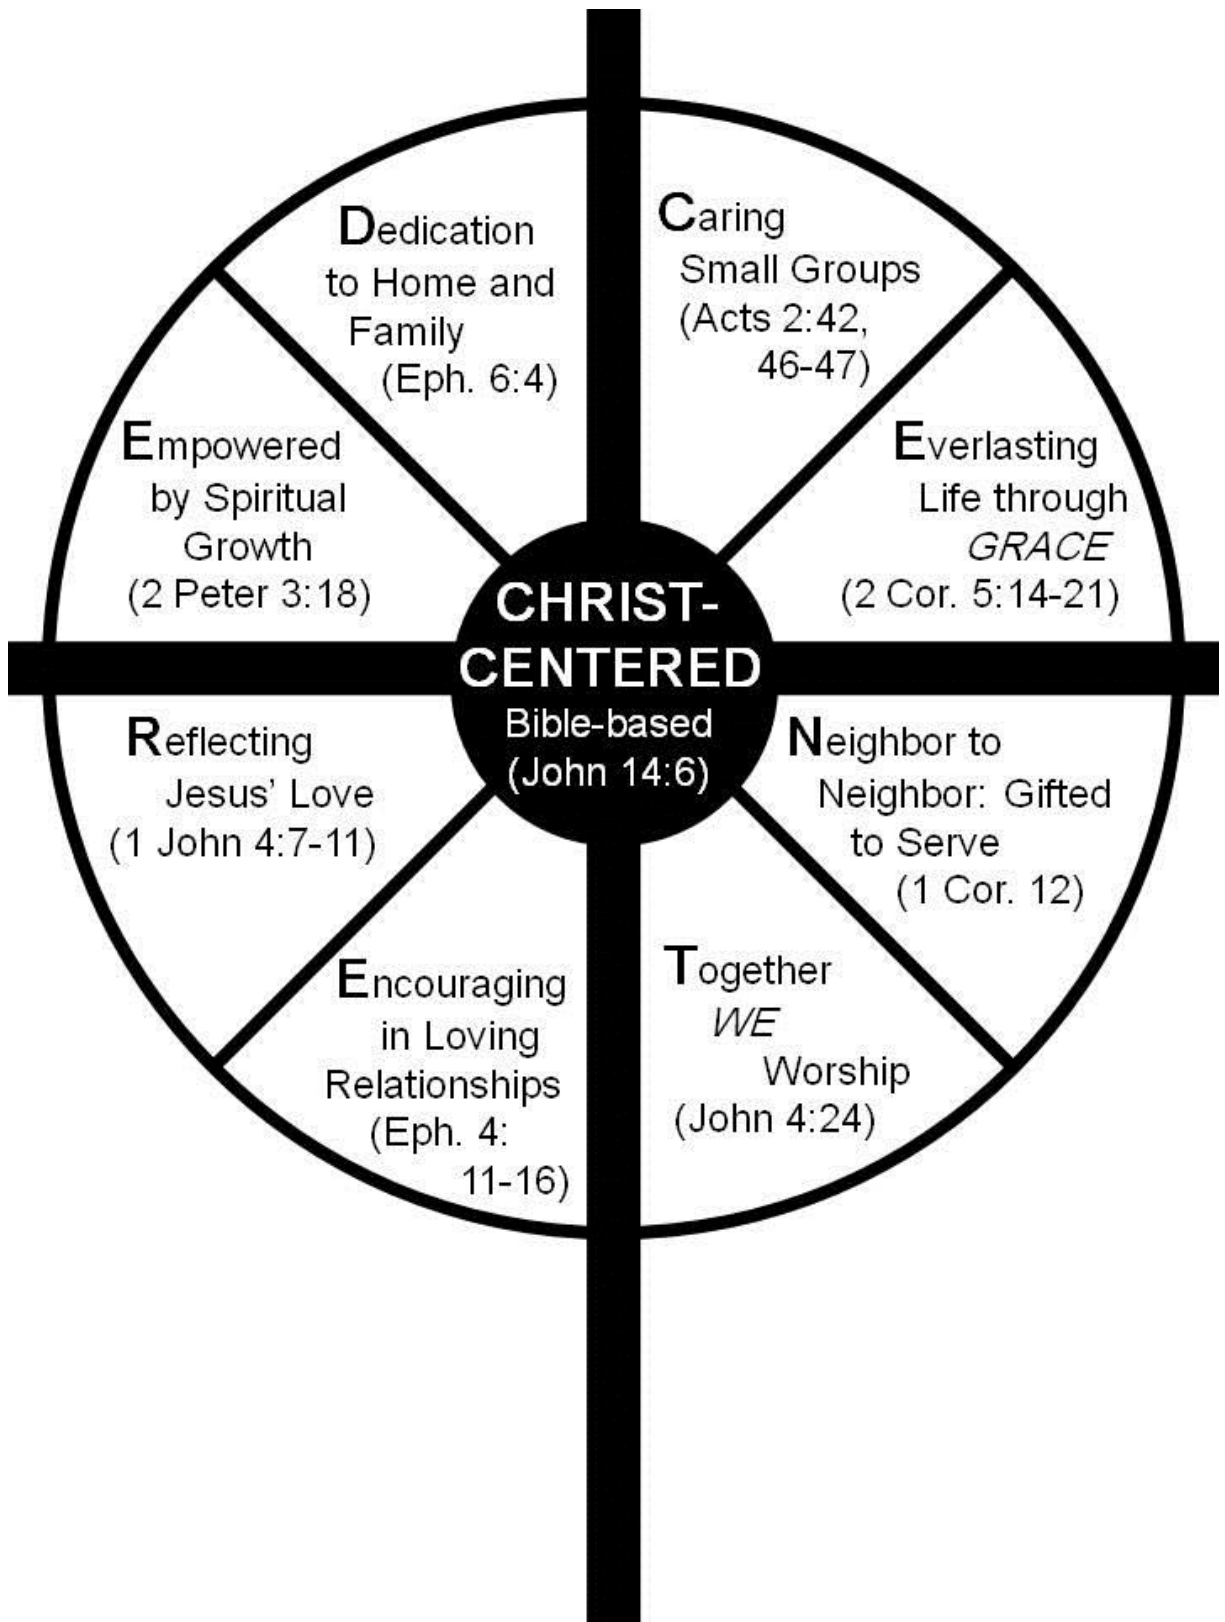 Caring
Small Groups
(Acts 2:42,
46-47)
Everlasting
Life through
GRACE
(2 Cor. 5:14-21)
Neighbor to
Neighbor: Gifted
to Serve
(1 Cor. 12)
Together
WE
Worship
(John 4:24)
Encouraging
in Loving
Relationships
(Eph. 4:
11-16)
Reflecting
Jesus' Love
(1 John 4:7-11)
Empowered
by Spiritual
Growth
(2 Peter 3:18)
Dedication
to Home and
Family
(Eph. 6:4)
CHRIST-
CENTERED
Bible-based
(John 14:6)